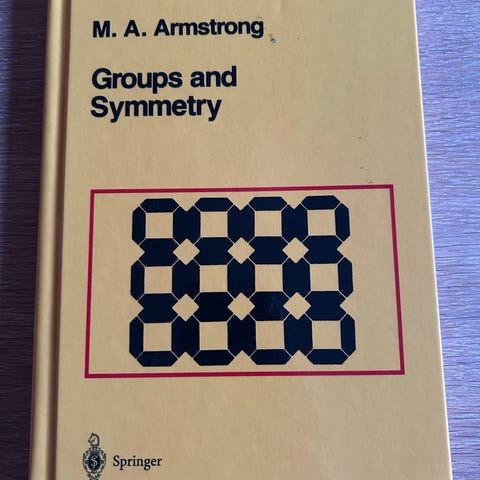 M. A. Armstrong
Groups and
Symmetry
Springer